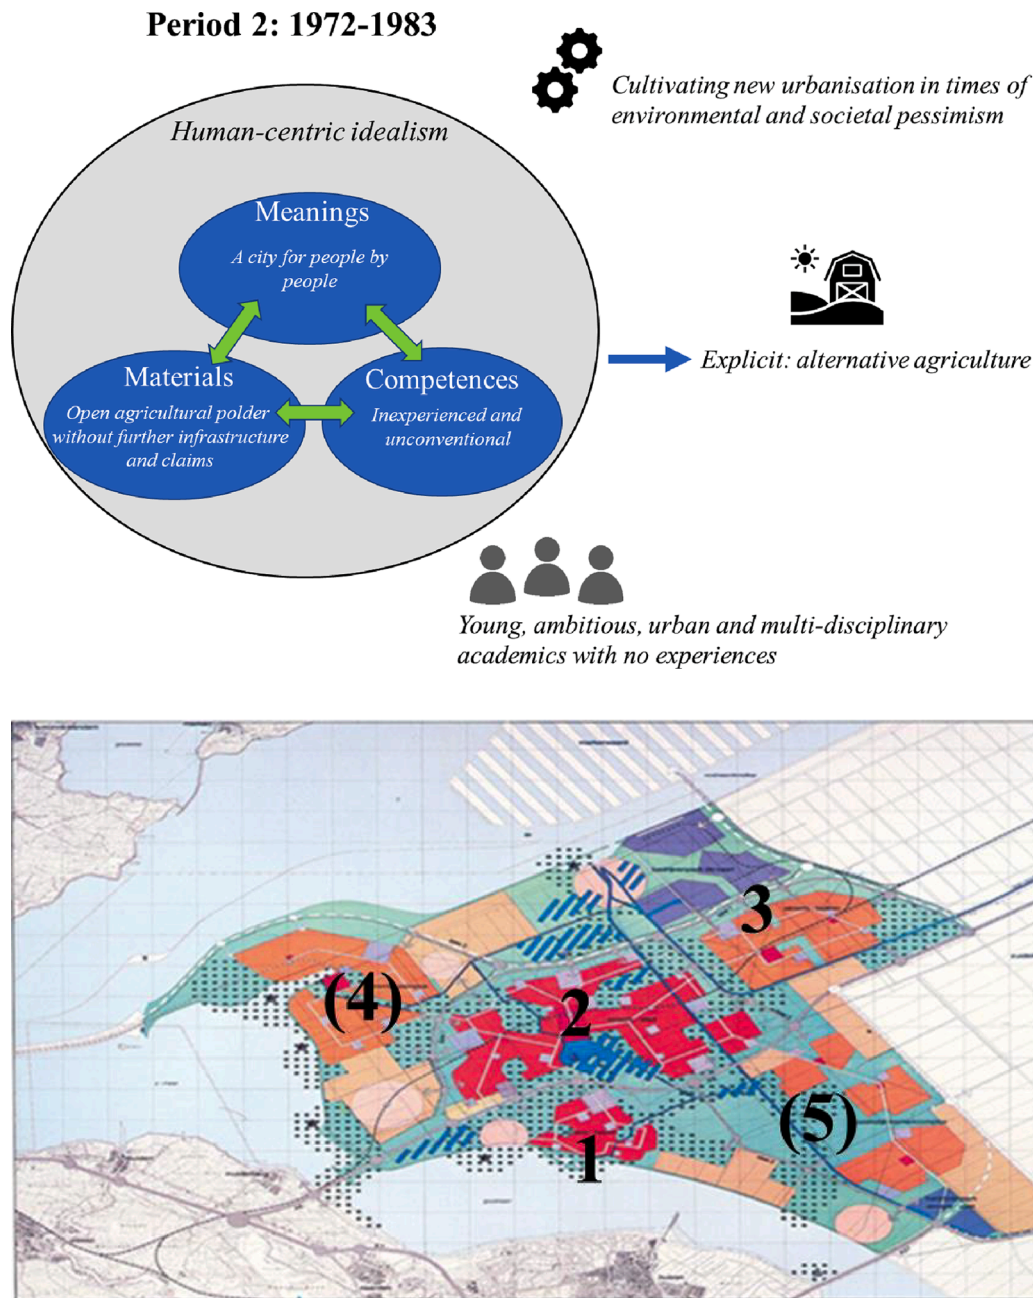 Period 2: 1972-1983
Cultivating new urbanisation in times of
environmental and societal pessimism
Human-centric idealism
Meanings
A city for people by
people
Materials
Open agricultural polder
without further infrastructure
and claims
Competences
Inexperienced and
unconventional
Explicit: alternative agriculture
Young, ambitious, urban and multi-disciplinary
academics with no experiences
3
(4)
2
(5)
1